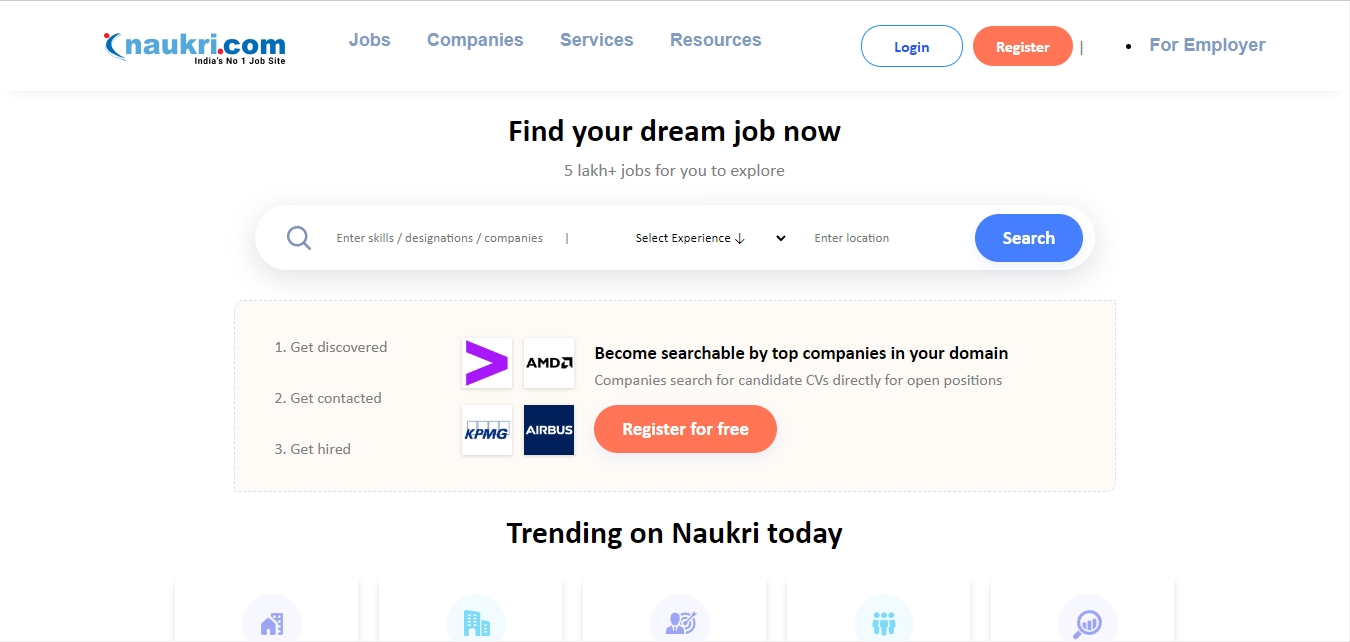 naukri.com
India's No 1 Job Site
Jobs Companies Services Resources
Login Register | • For Employer
Find your dream job now
5 lakh+ jobs for you to explore
Enter skills / designations / companies | Select Experience ↓ Enter location Search
1. Get discovered
2. Get contacted
3. Get hired
AMD
KPMG
AIRBUS
Become searchable by top companies in your domain
Companies search for candidate CVs directly for open positions
Register for free
Trending on Naukri today